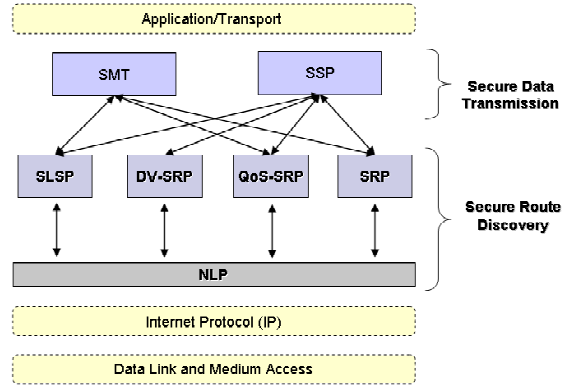 Application/Transport
SMT
SSP
Secure Data
Transmission
SLSP
DV-SRP
QoS-SRP
SRP
Secure Route
Discovery
NLP
Internet Protocol (IP)
Data Link and Medium Access